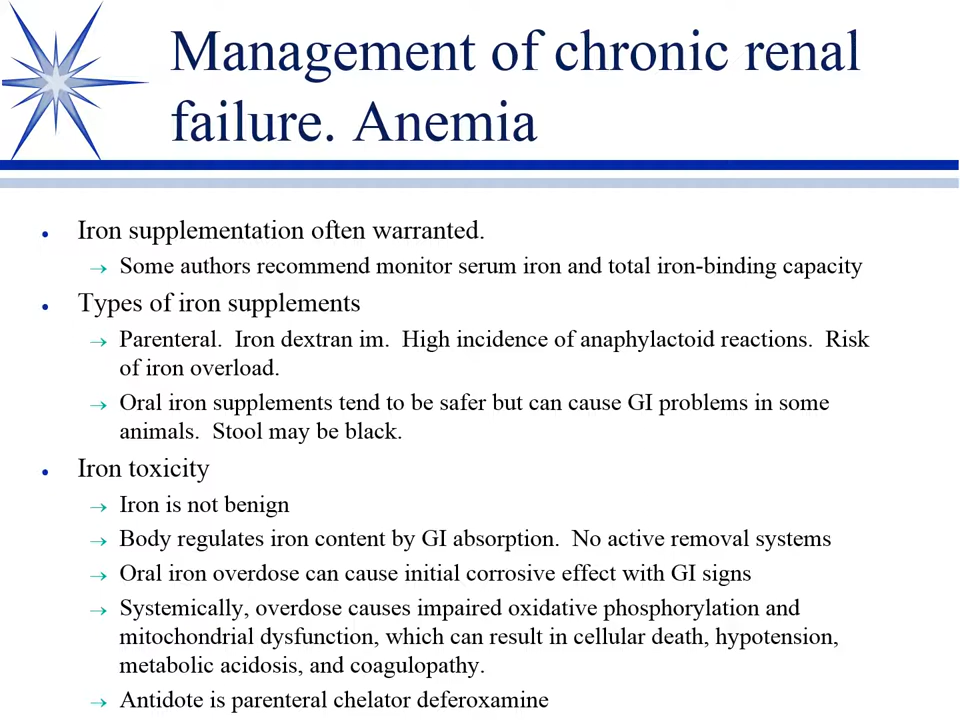 Management of chronic renal
failure. Anemia
• Iron supplementation often warranted.
→ Some authors recommend monitor serum iron and total iron-binding capacity
• Types of iron supplements
→ Parenteral.  Iron dextran im.  High incidence of anaphylactoid reactions.  Risk
of iron overload.
→ Oral iron supplements tend to be safer but can cause GI problems in some
animals.  Stool may be black.
• Iron toxicity
→ Iron is not benign
→ Body regulates iron content by GI absorption.  No active removal systems
→ Oral iron overdose can cause initial corrosive effect with GI signs
→ Systemically, overdose causes impaired oxidative phosphorylation and
mitochondrial dysfunction, which can result in cellular death, hypotension,
metabolic acidosis, and coagulopathy.
→ Antidote is parenteral chelator deferoxamine